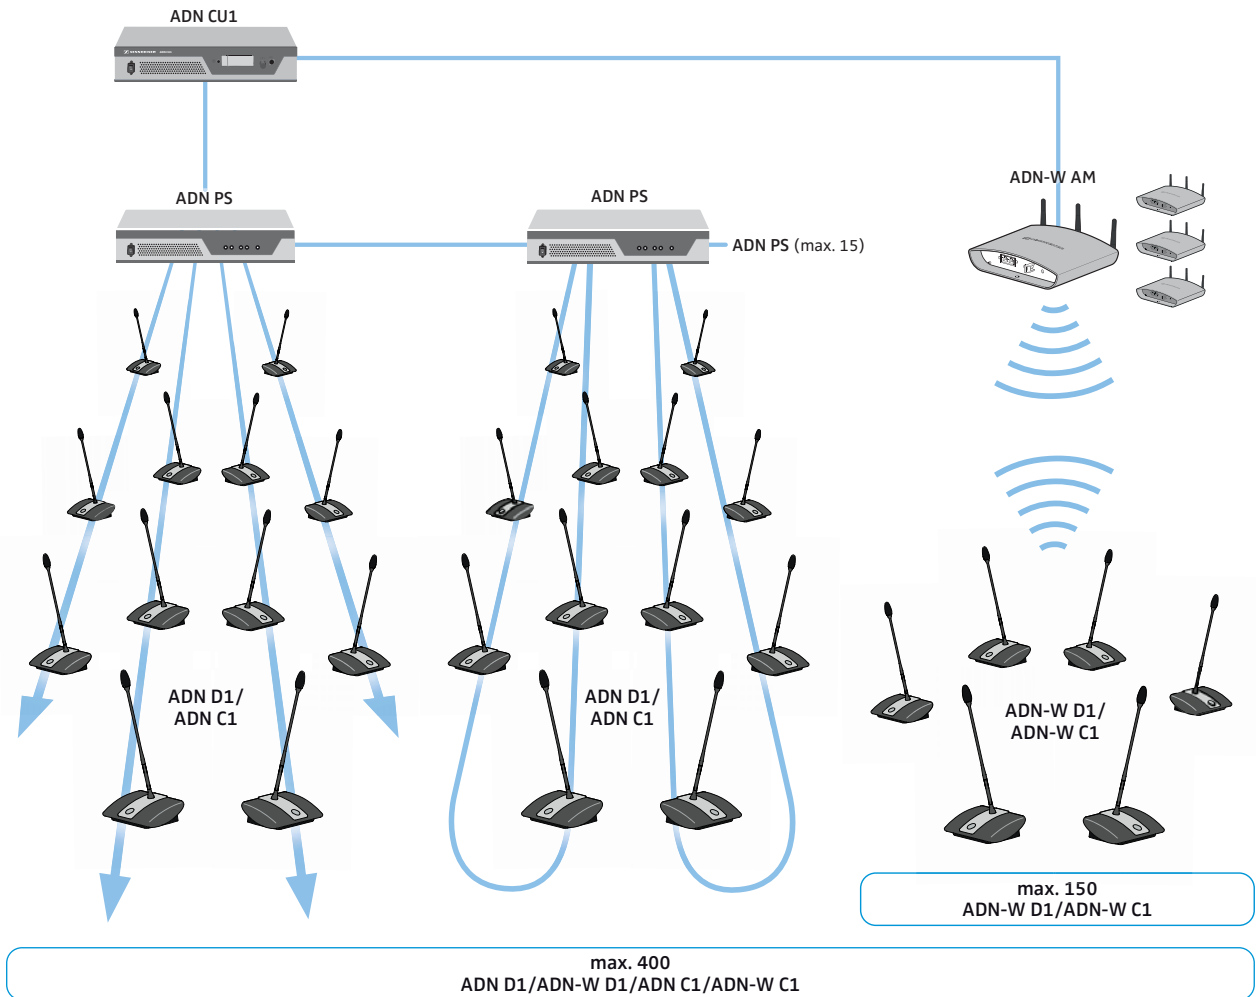 ADN CU1
SENNHEISER
ADN PS
ADN PS
ADN PS (max. 15)
ADN-W AM
ADN D1/
ADN C1
ADN D1/
ADN C1
ADN-W D1/
ADN-W C1
max. 150
ADN-W D1/ADN-W C1
max. 400
ADN D1/ADN-W D1/ADN C1/ADN-W C1